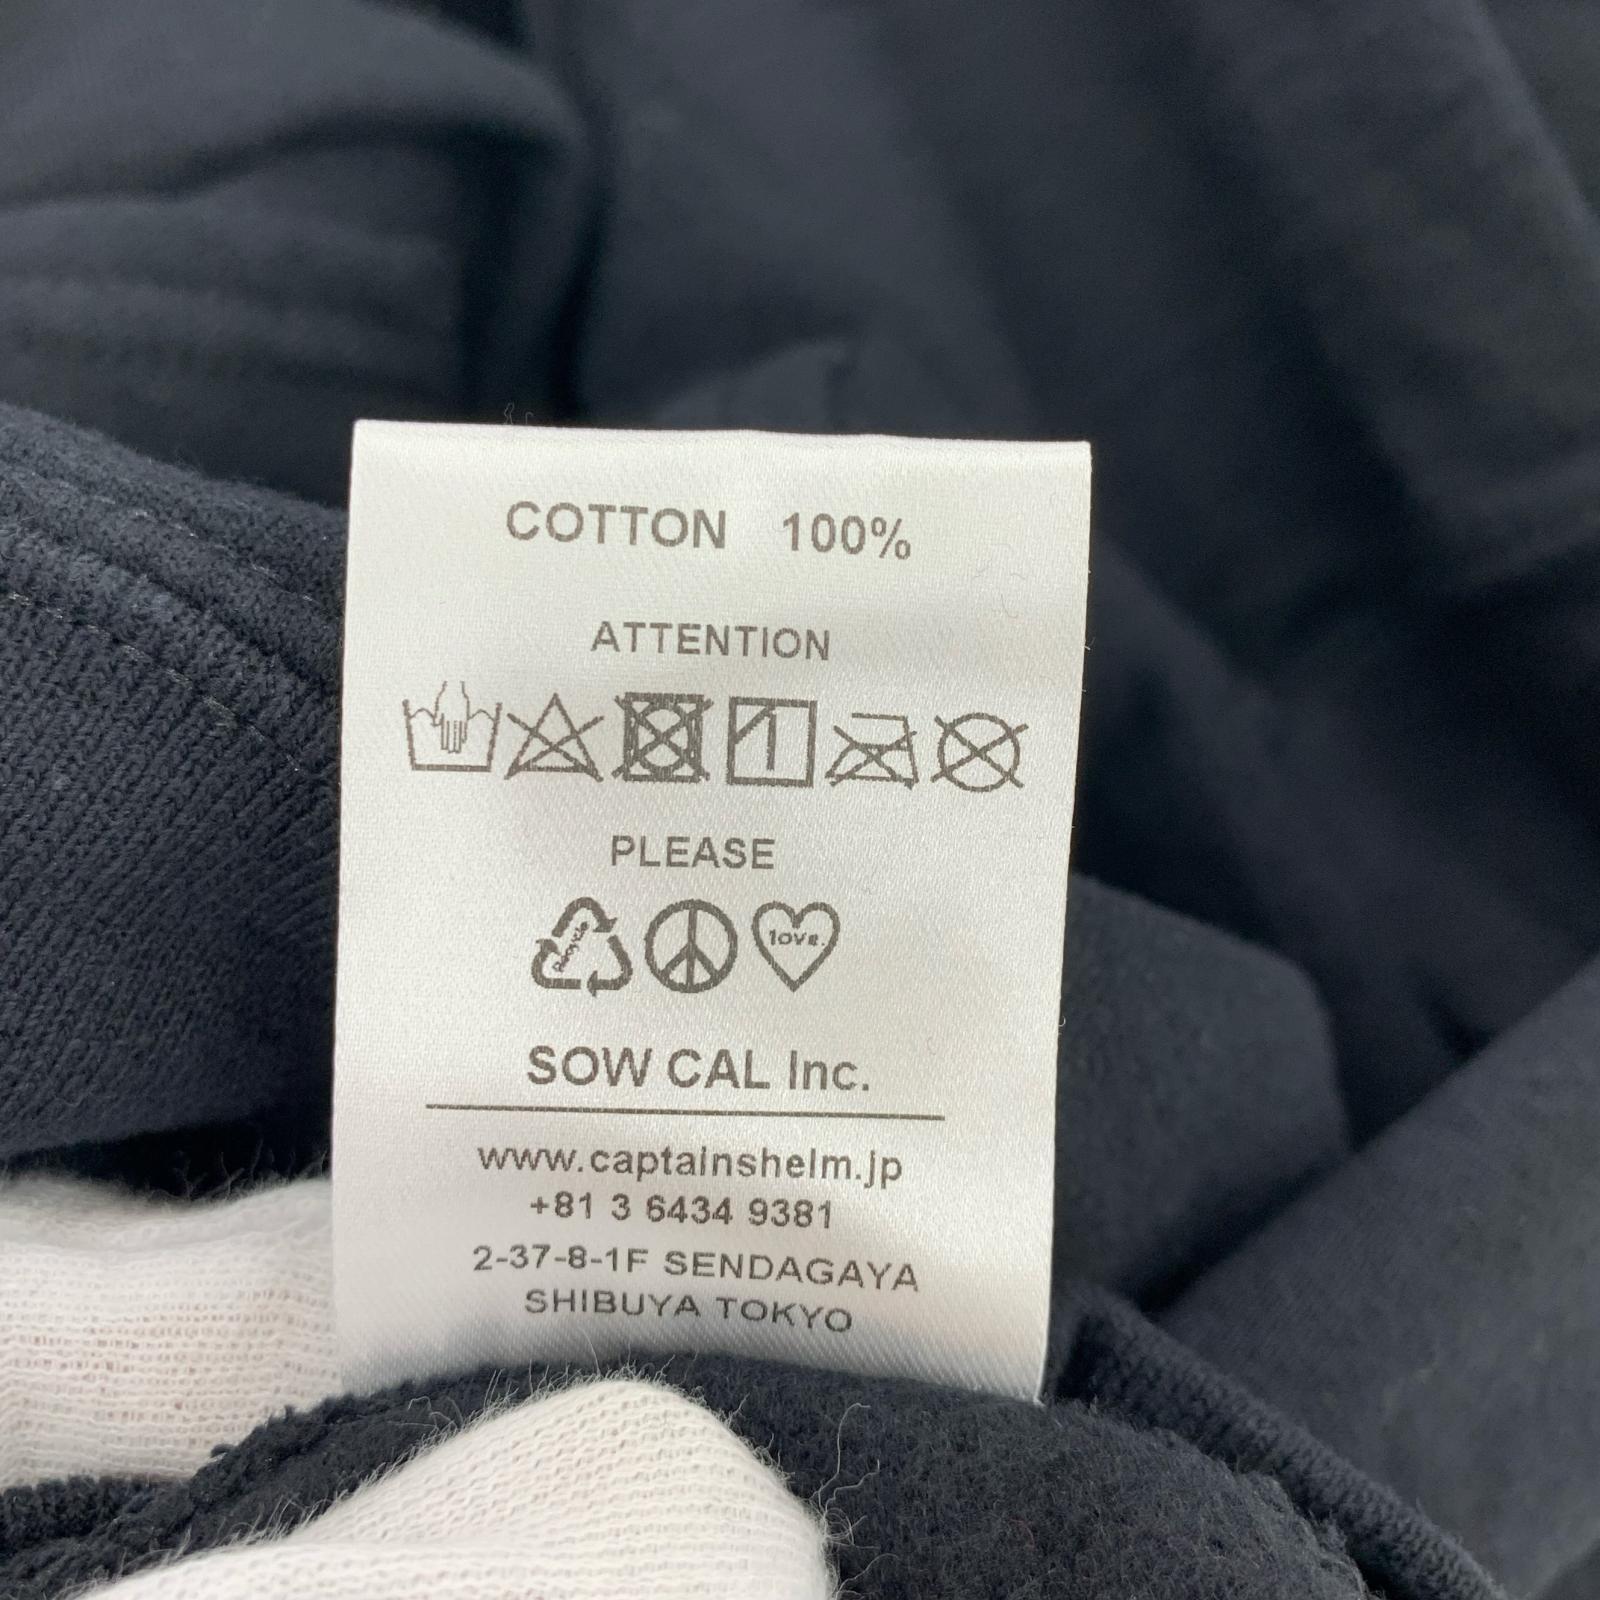 COTTON 100%
ATTENTION
1
PLEASE
Recycle love.
SOW CAL Inc.
www.captainshelm.jp
+81 3 6434 9381
2-37-8-1F SENDAGAYA
SHIBUYA TOKYO